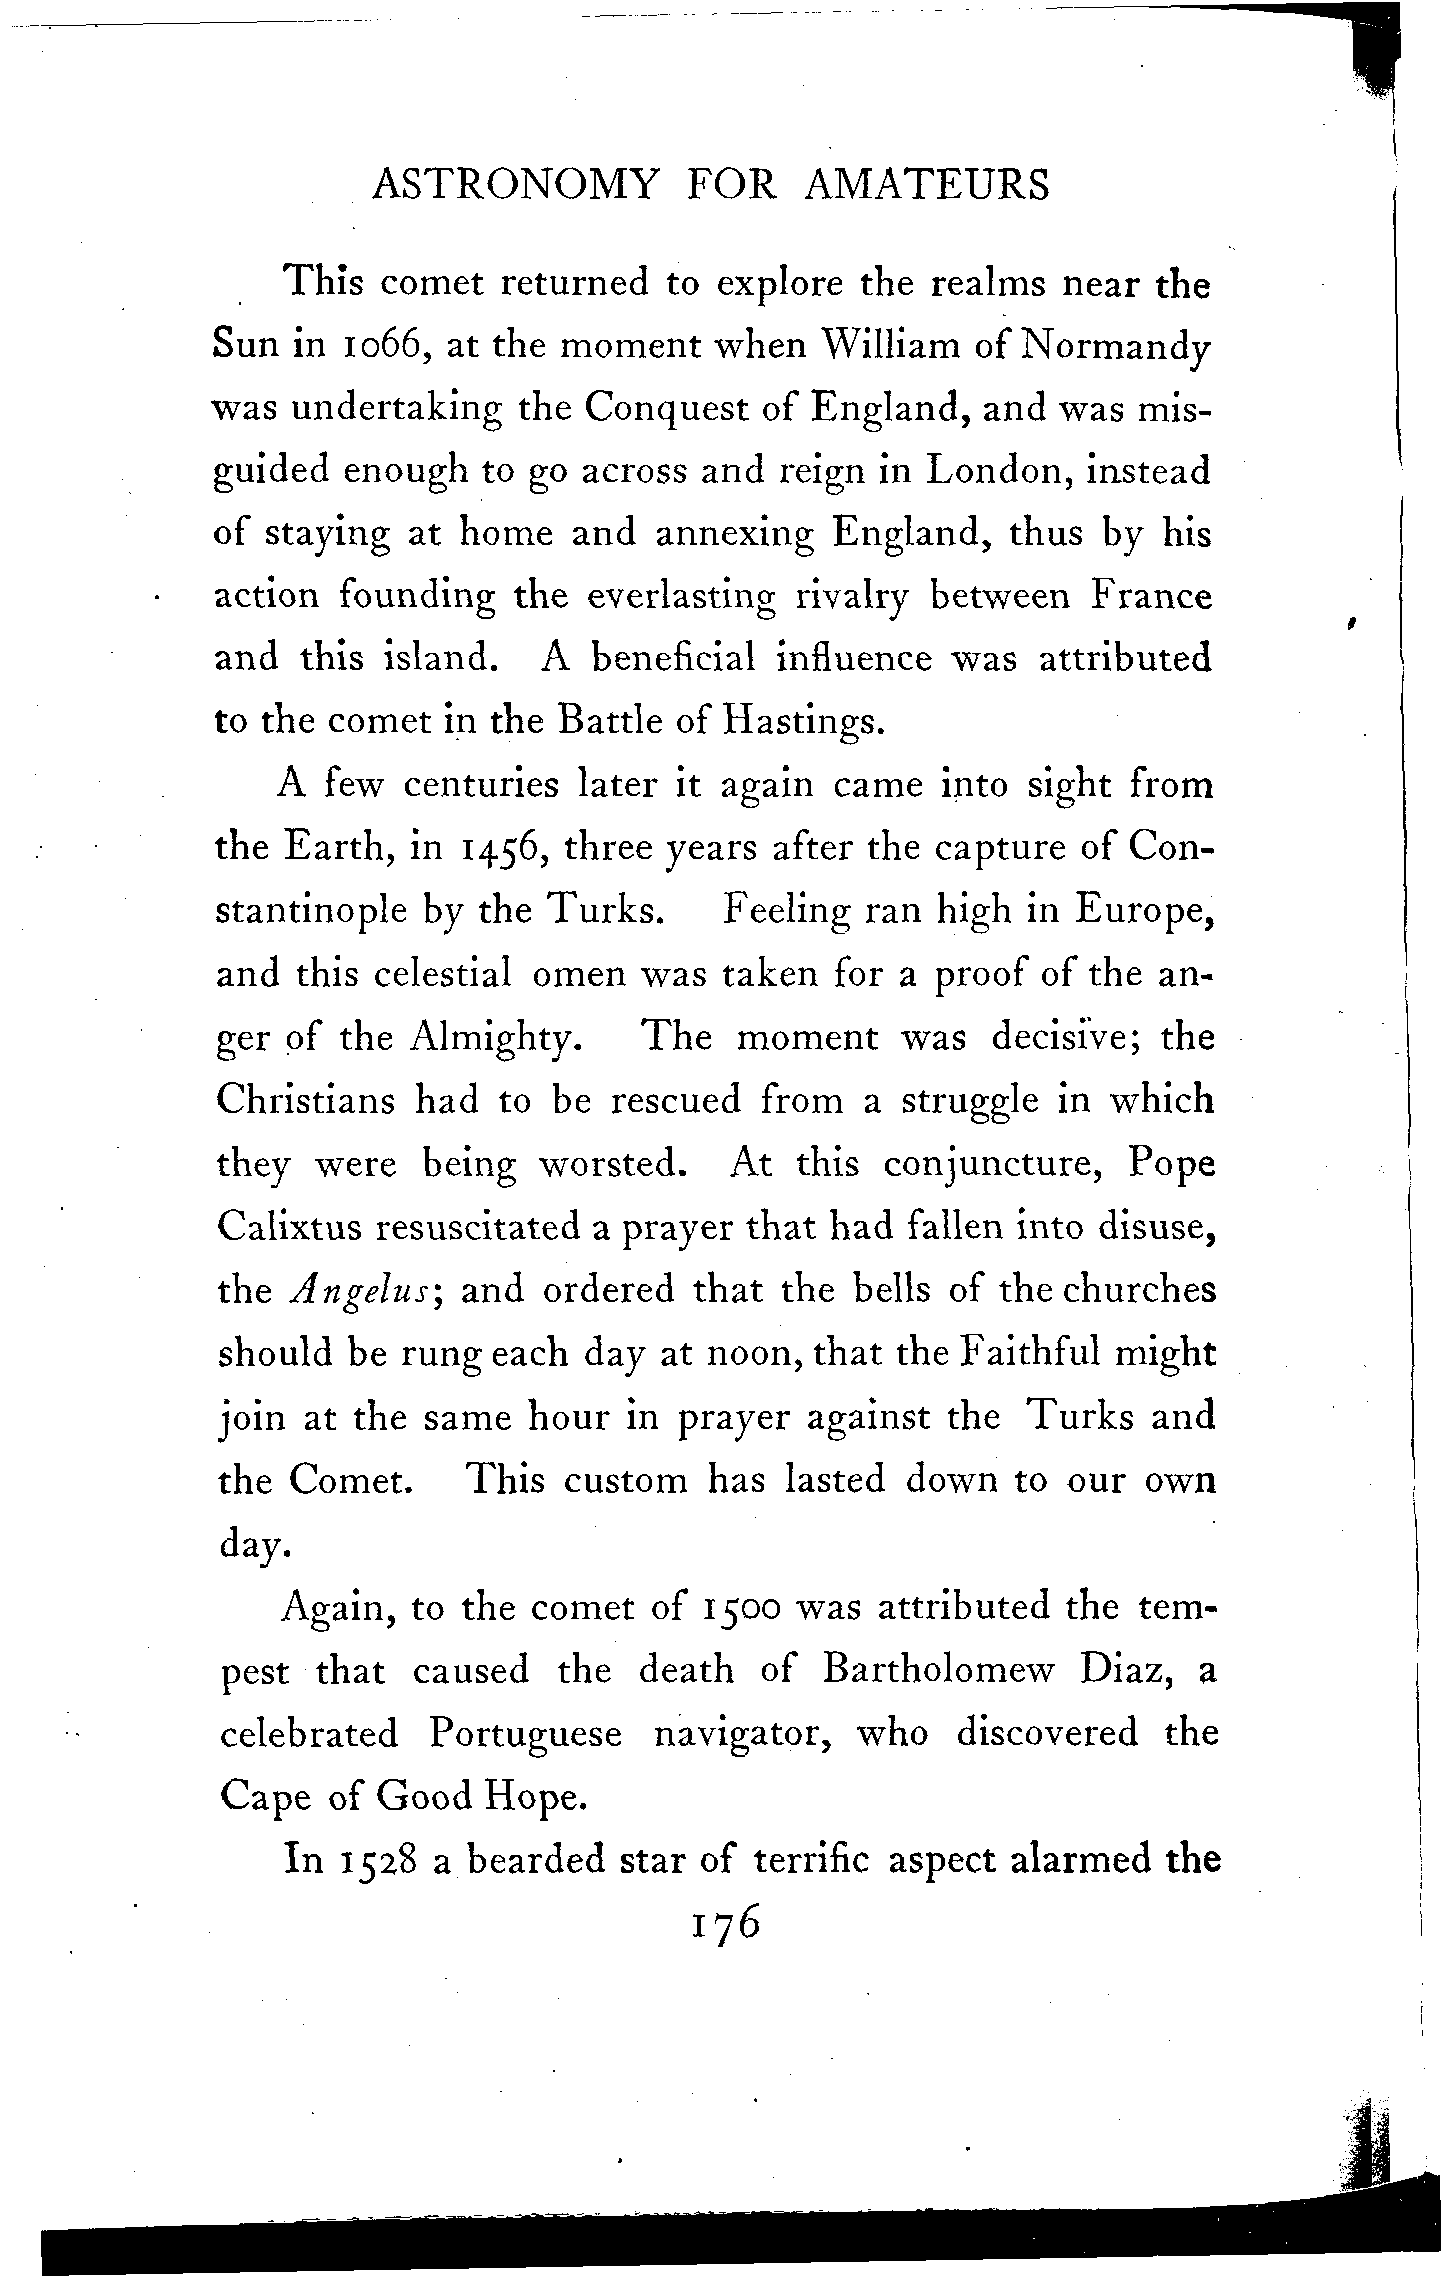 ASTRONOMY FOR AMATEURS
This comet returned to explore the realms near the
Sun in 1066, at the moment when William of Normandy
was undertaking the Conquest of England, and was mis-
guided enough to go across and reign in London, instead
of staying at home and annexing England, thus by his
action founding the everlasting rivalry between France
and this island. A beneficial influence was attributed
to the comet in the Battle of Hastings.
A few centuries later it again came into sight from
the Earth, in 1456, three years after the capture of Con-
stantinople by the Turks. Feeling ran high in Europe,
and this celestial omen was taken for a proof of the an-
ger of the Almighty. The moment was decisive; the
Christians had to be rescued from a struggle in which
they were being worsted. At this conjuncture, Pope
Calixtus resuscitated a prayer that had fallen into disuse,
the Angelus; and ordered that the bells of the churches
should be rung each day at noon, that the Faithful might
join at the same hour in prayer against the Turks and
the Comet. This custom has lasted down to our own
day.
Again, to the comet of 1500 was attributed the tem-
pest that caused the death of Bartholomew Diaz, a
celebrated Portuguese navigator, who discovered the
Cape of Good Hope.
In 1528 a bearded star of terrific aspect alarmed the
176